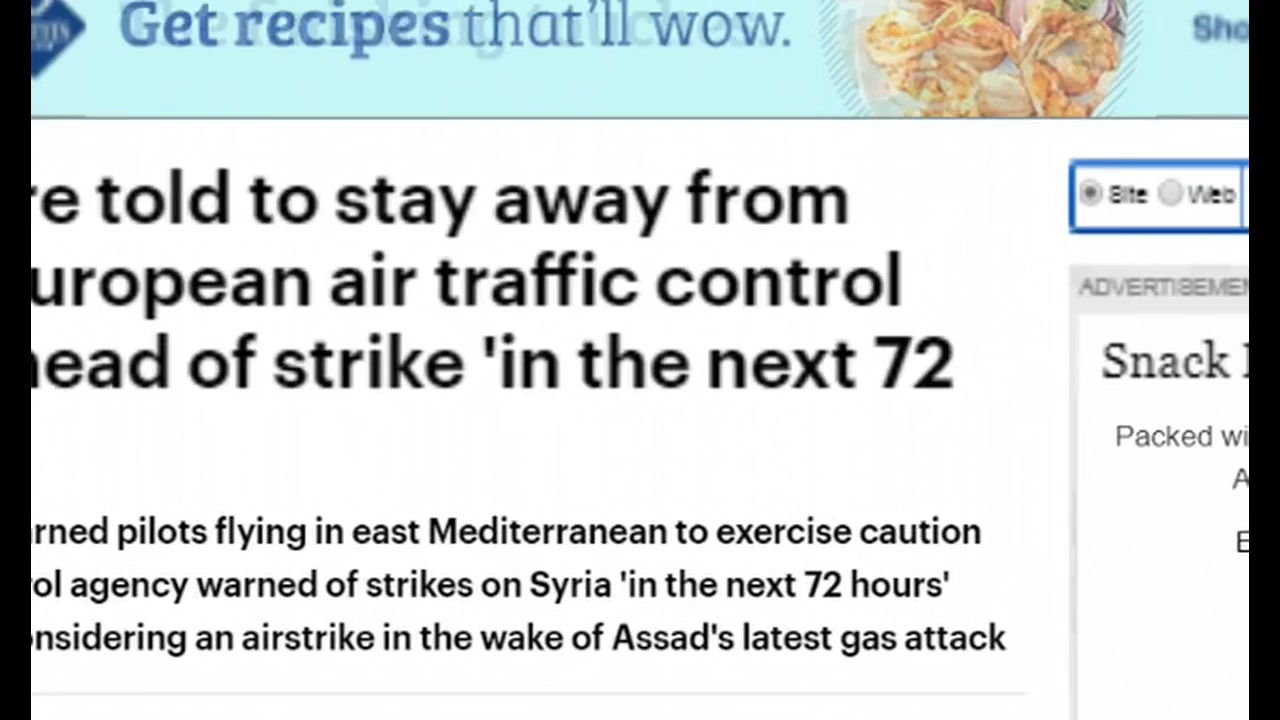 Get recipes that'll wow.
re told to stay away from
uropean air traffic control
head of strike 'in the next 72
Site Web
ADVERTISEMEN
Snack
Packed wi
A
E
arned pilots flying in east Mediterranean to exercise caution
rol agency warned of strikes on Syria 'in the next 72 hours'
onsidering an airstrike in the wake of Assad's latest gas attack